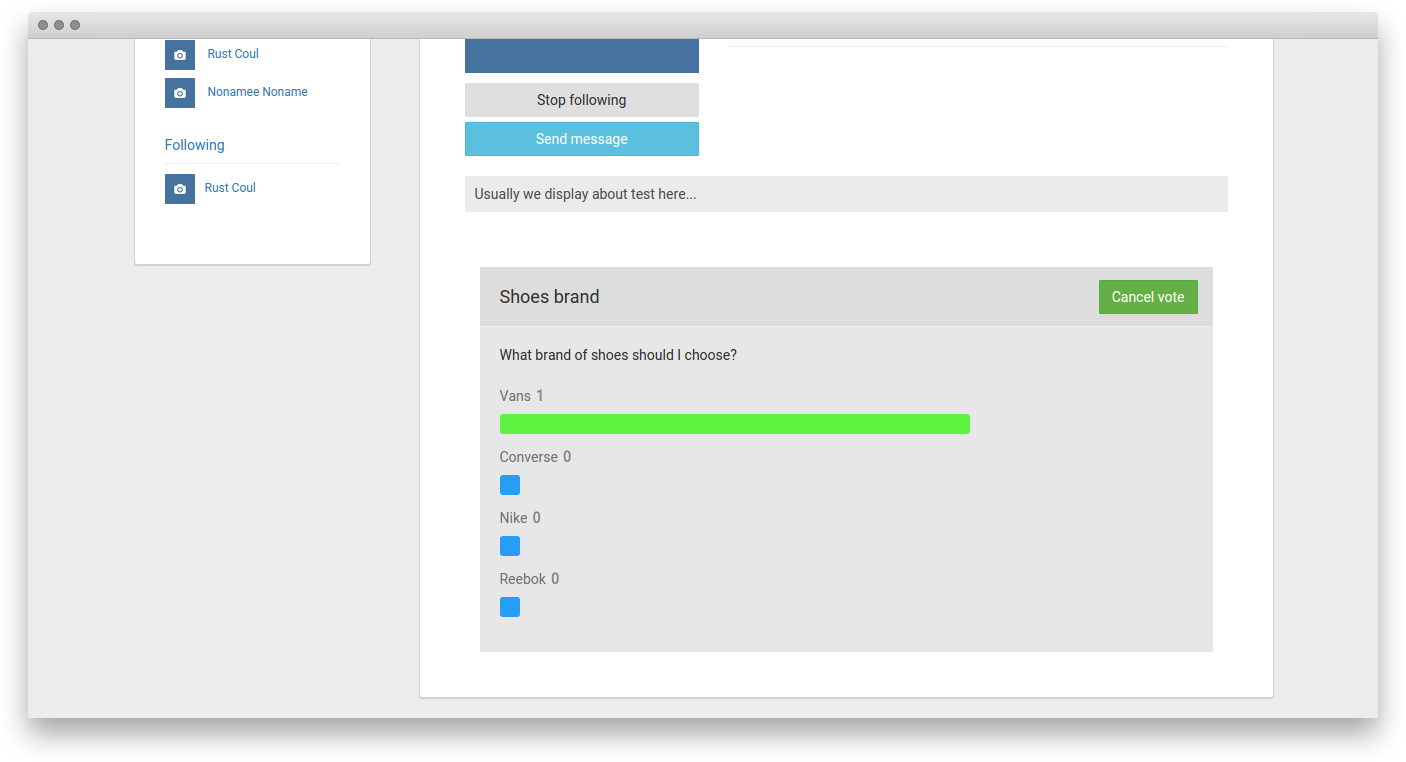 Rust Coul
Nonamee Noname
Following
Rust Coul
Stop following
Send message
Usually we display about test here...
Shoes brand
Cancel vote
What brand of shoes should I choose?
Vans 1
Converse 0
Nike 0
Reebok 0